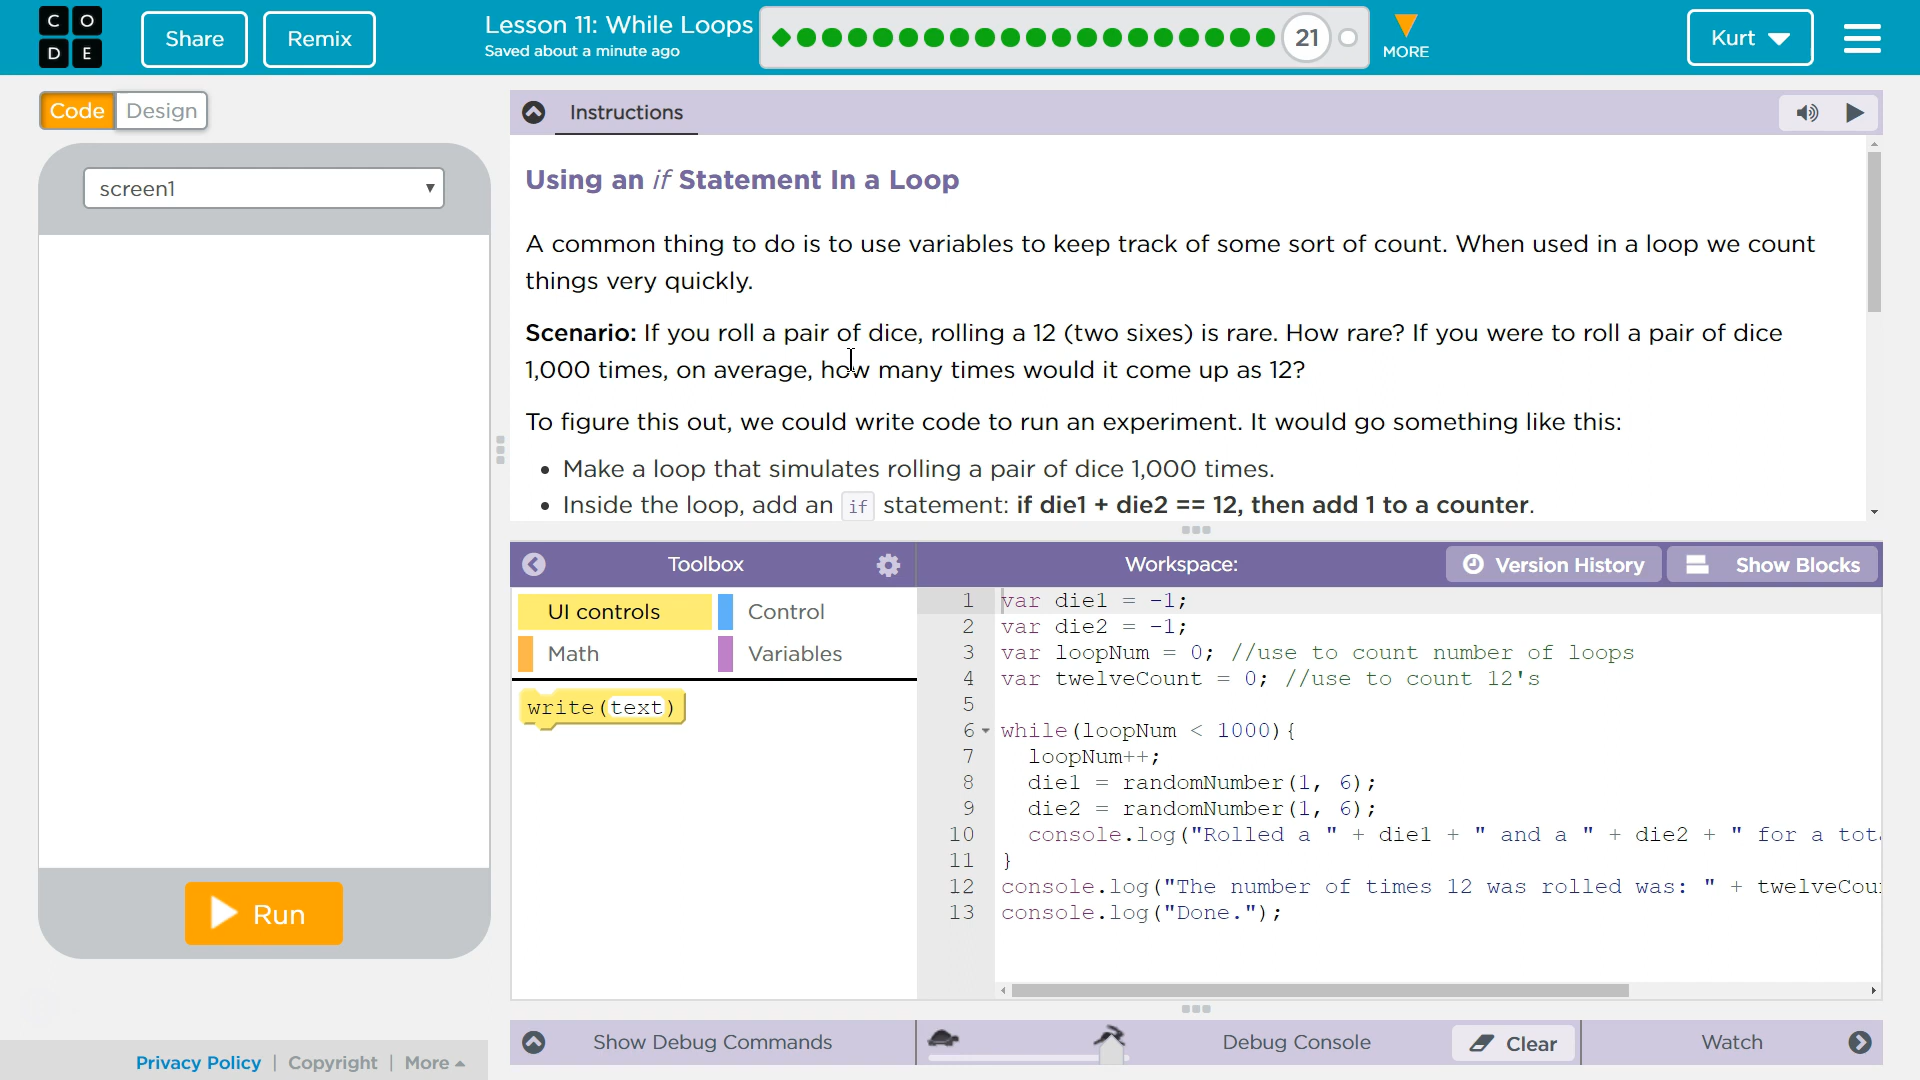 C O
D E
Share
Remix
Lesson 11: While Loops
Saved about a minute ago
21
MORE
Kurt
Code
Design
screen1
Run
Instructions
Using an if Statement In a Loop
A common thing to do is to use variables to keep track of some sort of count. When used in a loop we count
things very quickly.
Scenario: If you roll a pair of dice, rolling a 12 (two sixes) is rare. How rare? If you were to roll a pair of dice
1,000 times, on average, how many times would it come up as 12?
To figure this out, we could write code to run an experiment. It would go something like this:
• Make a loop that simulates rolling a pair of dice 1,000 times.
• Inside the loop, add an if statement: if die1 + die2 == 12, then add 1 to a counter.
Toolbox
UI controls
Control
Math
Variables
write(text)
Workspace:
Version History
Show Blocks
1 var die1 = -1;
2 var die2 = -1;
3 var loopNum = 0; //use to count number of loops
4 var twelveCount = 0; //use to count 12's
5
6 while(loopNum < 1000){
7 loopNum++;
8 die1 = randomNumber(1, 6);
9 die2 = randomNumber(1, 6);
10 console.log("Rolled a " + die1 + " and a " + die2 + " for a tot
11 }
12 console.log("The number of times 12 was rolled was: " + twelveCou
13 console.log("Done.");
Show Debug Commands
Debug Console
Clear
Watch
Privacy Policy | Copyright | More